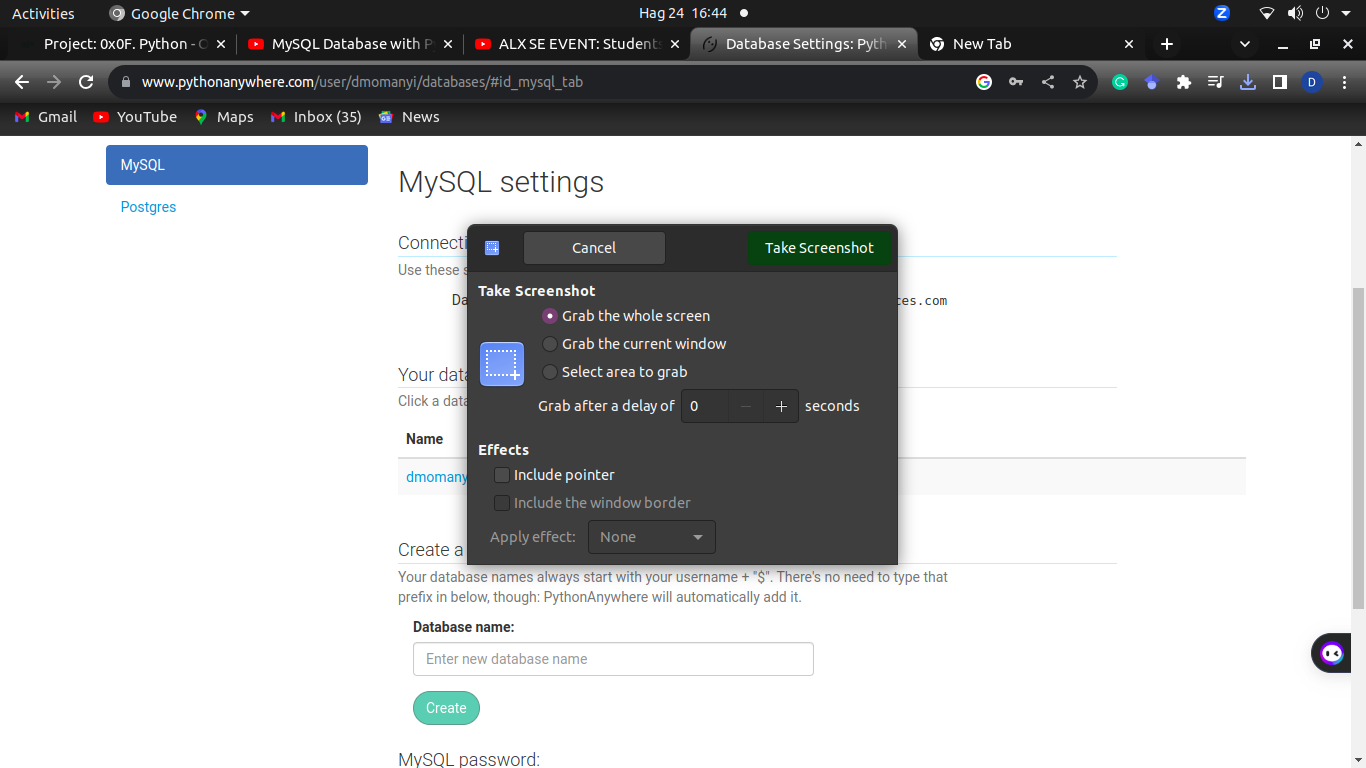 Activities Google Chrome Hag 24 16:44
Project: 0x0F. Python - MySQL Database with P ALX SE EVENT: Students Database Settings: Pyth New Tab
www.pythonanywhere.com/user/dmomanyi/databases/#id_mysql_tab D
Gmail YouTube Maps Inbox (35) News
MySQL
Postgres
MySQL settings
Connecti
Use these s
Da
ces.com
Your data
Click a data
Name
dmomany
Create a
Cancel Take Screenshot
Take Screenshot
Grab the whole screen
Grab the current window
Select area to grab
Grab after a delay of 0 seconds
Effects
Include pointer
Include the window border
Apply effect: None
Your database names always start with your username + "$". There's no need to type that
prefix in below, though: PythonAnywhere will automatically add it.
Database name:
Enter new database name
Create
MySQL password: